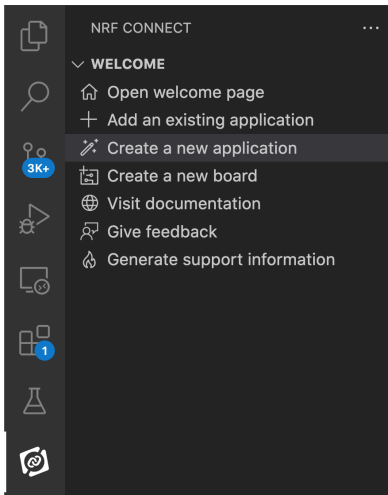 NRF CONNECT
WELCOME
Open welcome page
Add an existing application
Create a new application
3K+
Create a new board
Visit documentation
Give feedback
Generate support information
1